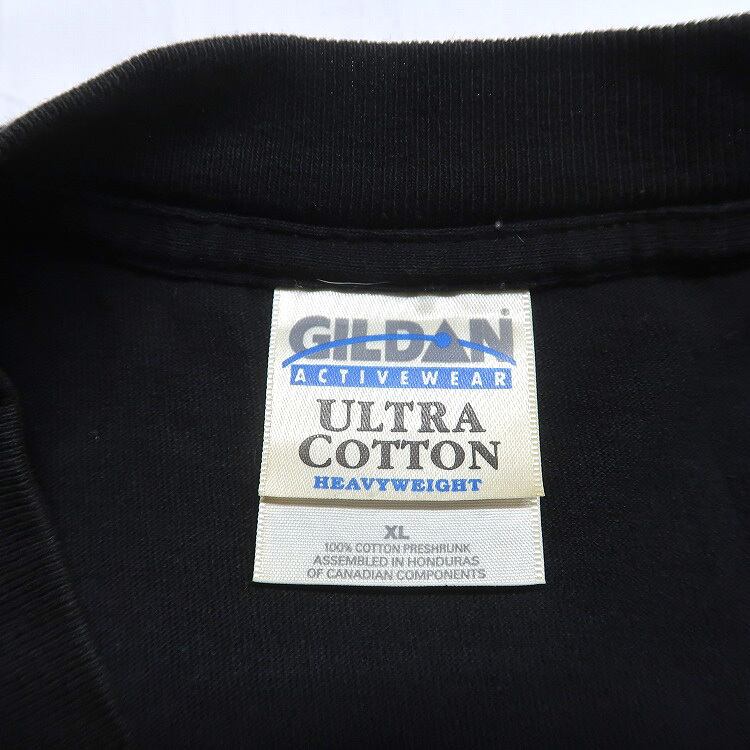 GILDAN®
ACTIVEWEAR
ULTRA
COTTON
HEAVYWEIGHT
XL
100% COTTON PRESHRUNK
ASSEMBLED IN HONDURAS
OF CANADIAN COMPONENTS